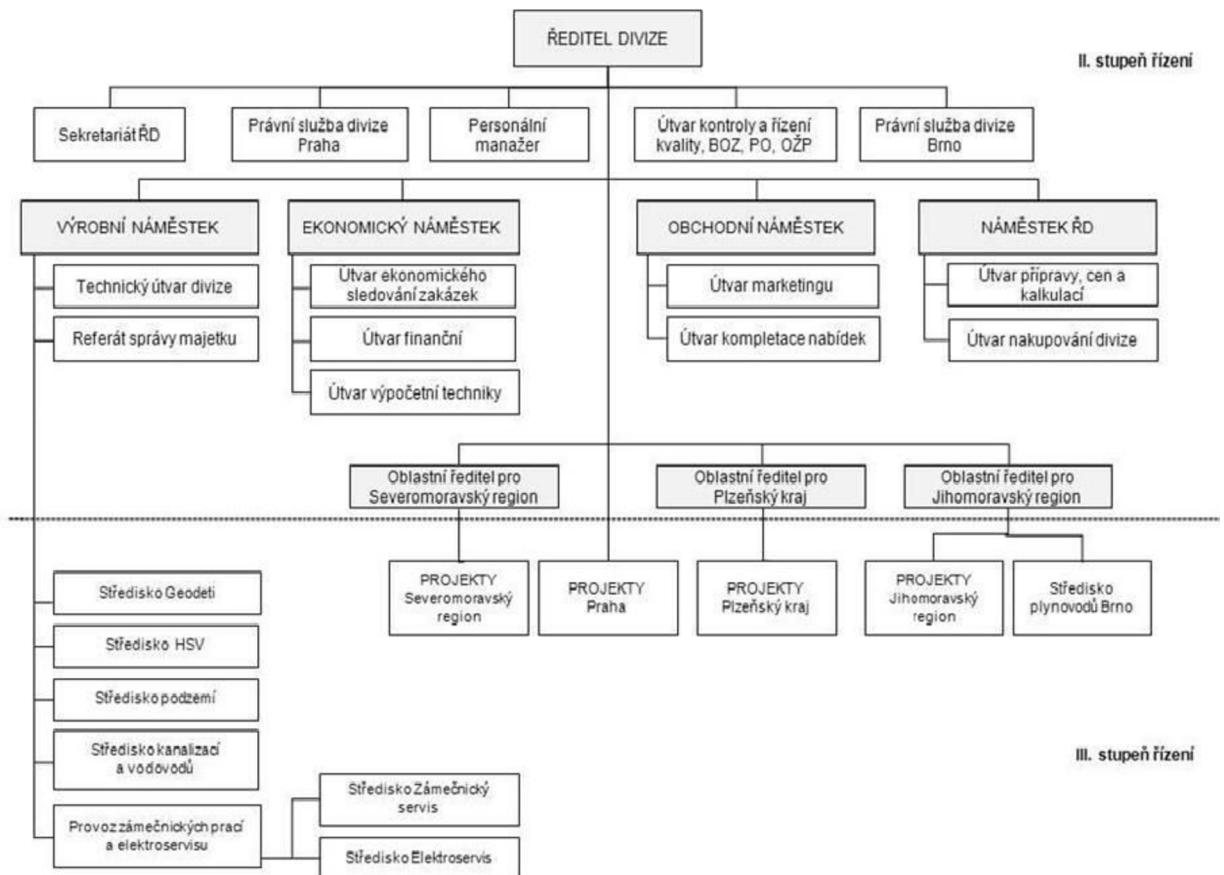 ŘEDITEL DIVIZE
II. stupeň řízení
Sekretariát ŘD
Právní služba divize
Praha
Personální
manažer
Útvar kontroly a řízení
kvality, BOZ, PO, OŽP
Právní služba divize
Brno
VÝROBNÍ NÁMĚSTEK
EKONOMICKÝ NÁMĚSTEK
OBCHODNÍ NÁMĚSTEK
NÁMĚSTEK ŘD
Technický útvar divize
Referát správy majetku
Útvar ekonomického
sledování zakázek
Útvar finanční
Útvar výpočetní techniky
Útvar marketingu
Útvar kompletace nabídek
Útvar přípravy, cen a
kalkulací
Útvar nakupování divize
Oblastní ředitel pro
Severomoravský region
Oblastní ředitel pro
Plzeňský kraj
Oblastní ředitel pro
Jihomoravský region
PROJEKTY
Severomoravský
region
PROJEKTY
Praha
PROJEKTY
Plzeňský kraj
PROJEKTY
Jihomoravský
region
Středisko
plynovodů Brno
Středisko Geodeti
Středisko HSV
Středisko podzemí
Středisko kanalizací
a vodovodů
III. stupeň řízení
Provoz zámečnických prací
a elektroservisu
Středisko Zámečnický
servis
Středisko Elektroservis